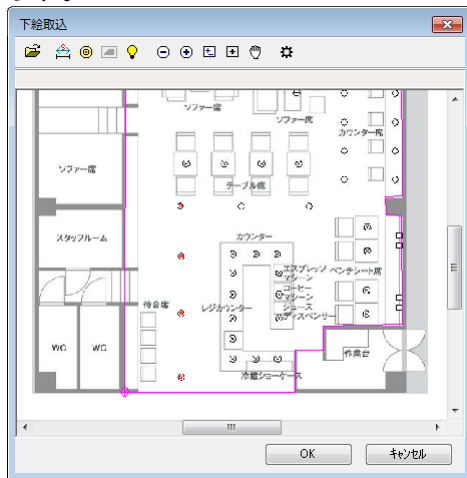 下絵取込
ソファー席
ソファー席
カウンター席
ソファー席
テーブル席
スタッフルーム
カウンター
エスプレッソ
マシーン
ベンチシート席
コーヒー
マシーン
待合席
レジカウンター
ジュース
ディスペンサー
WC
WC
作業台
冷蔵ショーケース
OK
キャンセル